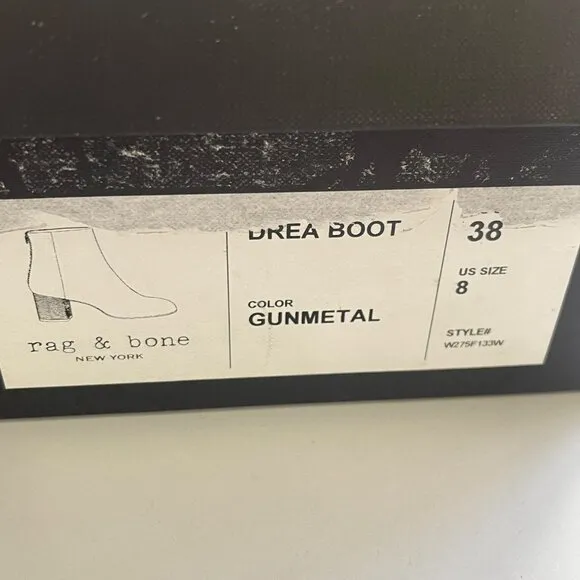 rag & bone
NEW YORK
DREA BOOT
COLOR
GUNMETAL
38
US SIZE
8
STYLE#
W275F133W